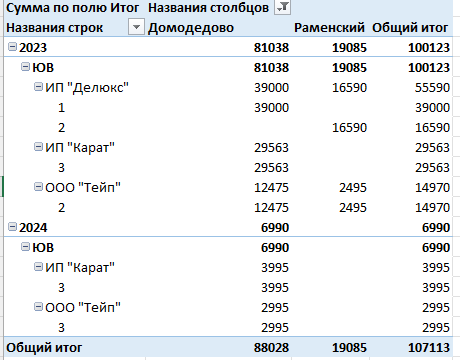 Сумма по полю Итог Названия столбцов
Названия строк Домодедово Раменский Общий итог
2023 81038 19085 100123
ЮВ 81038 19085 100123
ИП "Делюкс" 39000 16590 55590
1 39000 39000
2 16590 16590
ИП "Карат" 29563 29563
3 29563 29563
ООО "Тейп" 12475 2495 14970
2 12475 2495 14970
2024 6990 6990
ЮВ 6990 6990
ИП "Карат" 3995 3995
3 3995 3995
ООО "Тейп" 2995 2995
3 2995 2995
Общий итог 88028 19085 107113